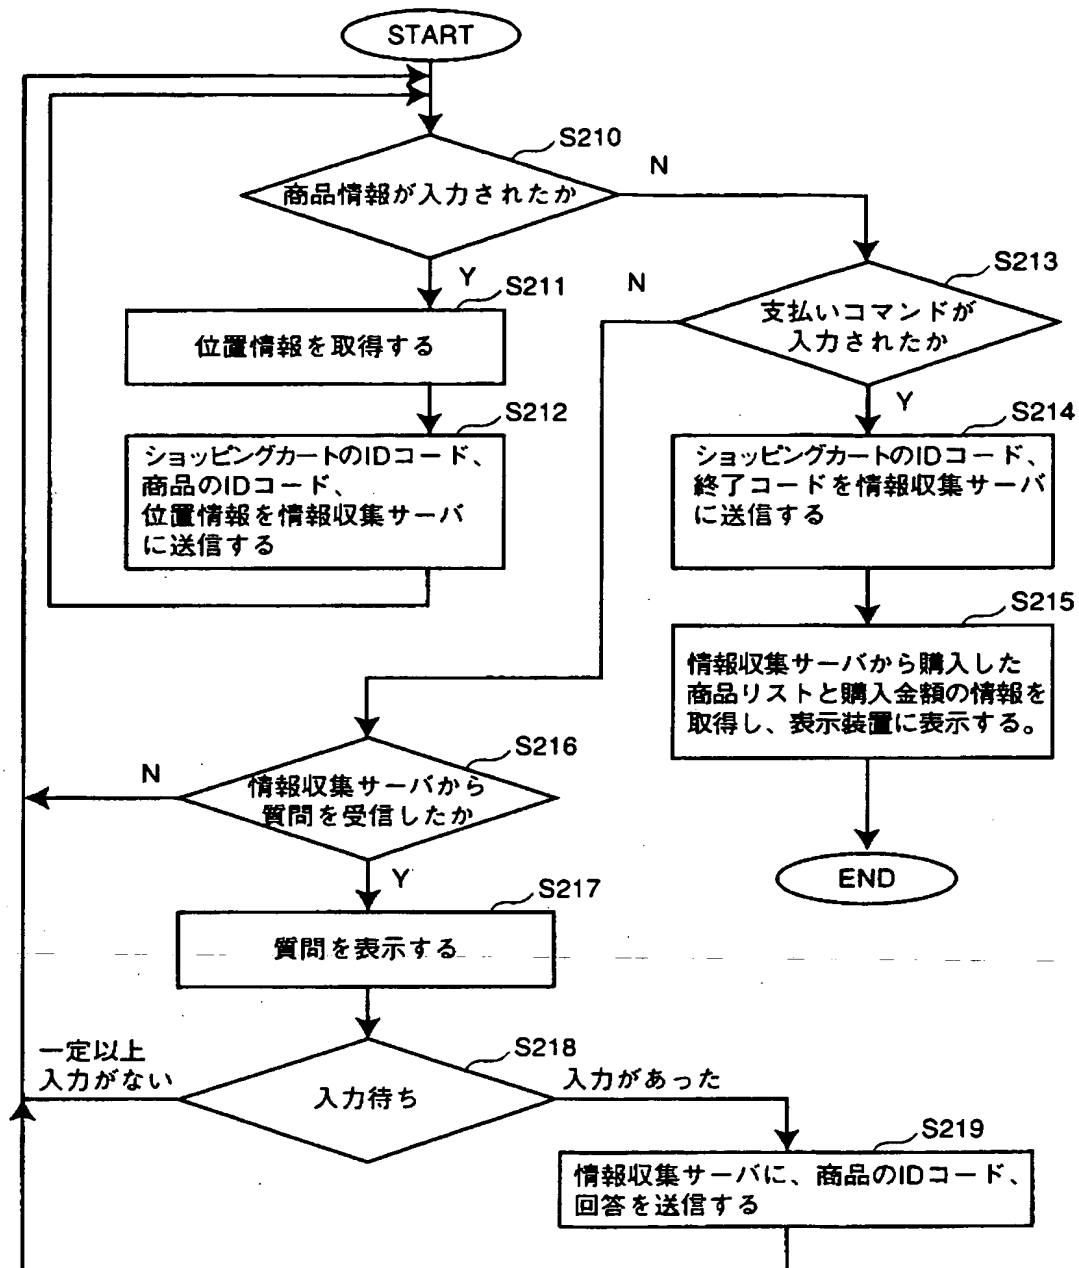 START
S210
N
商品情報が入力されたか
Y
S211
位置情報を取得する
S212
ショッピングカートのIDコード、
商品のIDコード、
位置情報を情報収集サーバ
に送信する
N
S213
支払いコマンドが
入力されたか
Y
S214
ショッピングカートのIDコード、
終了コードを情報収集サーバ
に送信する
S215
情報収集サーバから購入した
商品リストと購入金額の情報を
取得し、表示装置に表示する。
END
S216
N
情報収集サーバから
質問を受信したか
Y
S217
質問を表示する
S218
一定以上
入力がない
入力待ち
入力があった
S219
情報収集サーバに、商品のIDコード、
回答を送信する